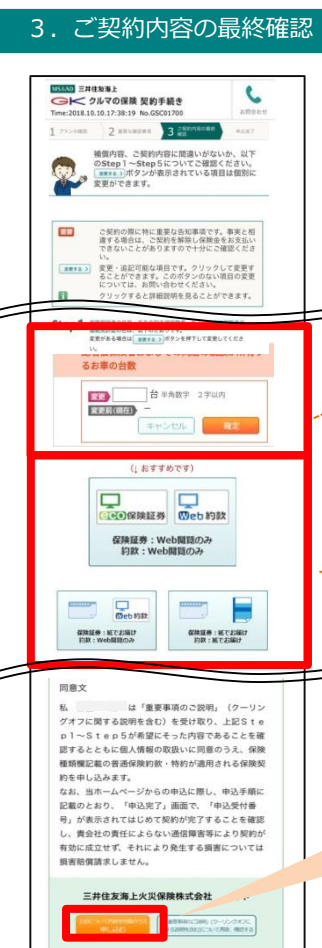 ３．ご契約内容の最終確認
MS&AD 三井住友海上
GK クルマの保険 契約手続き
Time:2018.10.10.17:38:19 No.GSC01700
お問合わせ
1 プランの確認 2 重要な確認事項 3 ご契約内容の最終確認 申込完了
補償内容、ご契約内容に間違いがないか、以下
のStep１～Step５についてご確認ください。
変更する ボタンが表示されている項目は個別に
変更ができます。
重要
ご契約の際に特に重要な告知事項です。事実と相
違する場合は、ご契約を解除し保険金をお支払い
できないことがありますので十分にご確認くださ
い。
変更する
変更・追記可能な項目です。クリックして変更す
ることができます。このボタンのない項目の変更
については、お問い合わせください。
i
クリックすると詳細説明を見ることができます。
変更がある場合は 変更する ボタンを押下して変更してくださ
い。
るお車の台数
変更 台 半角数字 2字以内
変更前(現在) ―
キャンセル 確定
(↓おすすめです)
eco保険証券 Web約款
保険証券：Web閲覧のみ
約款：Web閲覧のみ
Web約款
保険証券：紙でお届け
約款：Web閲覧のみ
保険証券：紙でお届け
約款：紙でお届け
同意文
私 は「重要事項のご説明」（クーリン
グオフに関する説明を含む）を受け取り、上記Ｓｔｅ
ｐ１～Ｓｔｅｐ５が希望にそった内容であることを確
認するとともに個人情報の取扱いに同意のうえ、保険
種類欄記載の普通保険約款・特約が適用される保険契
約を申し込みます。
なお、当ホームページからの申込に際し、申込手順に
記載のとおり、「申込完了」画面で、「申込受付番
号」が表示されてはじめて契約が完了することを確認
し、貴会社の責任によらない通信障害等により契約が
有効に成立せず、それにより発生する損害については
損害賠償請求しません。
三井住友海上火災保険株式会社
申し込む